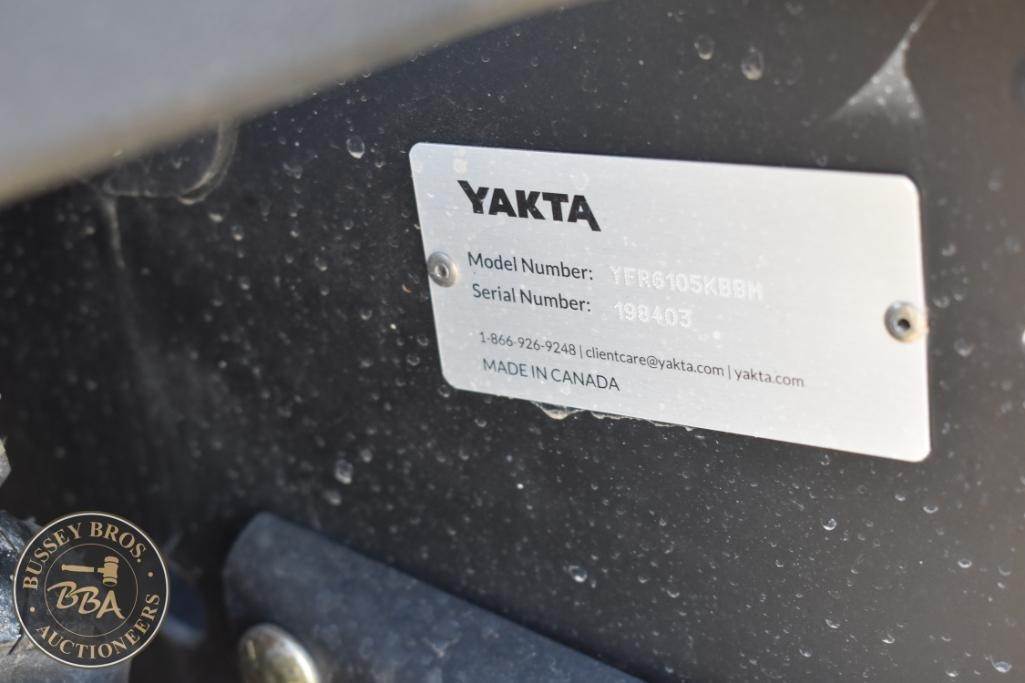 YAKTA
Model Number: YFR6105KBBM
Serial Number: 198403
1-866-926-9248 | clientcare@yakta.com | yakta.com
MADE IN CANADA
BUSSEY BROS.
BBA
AUCTIONEERS